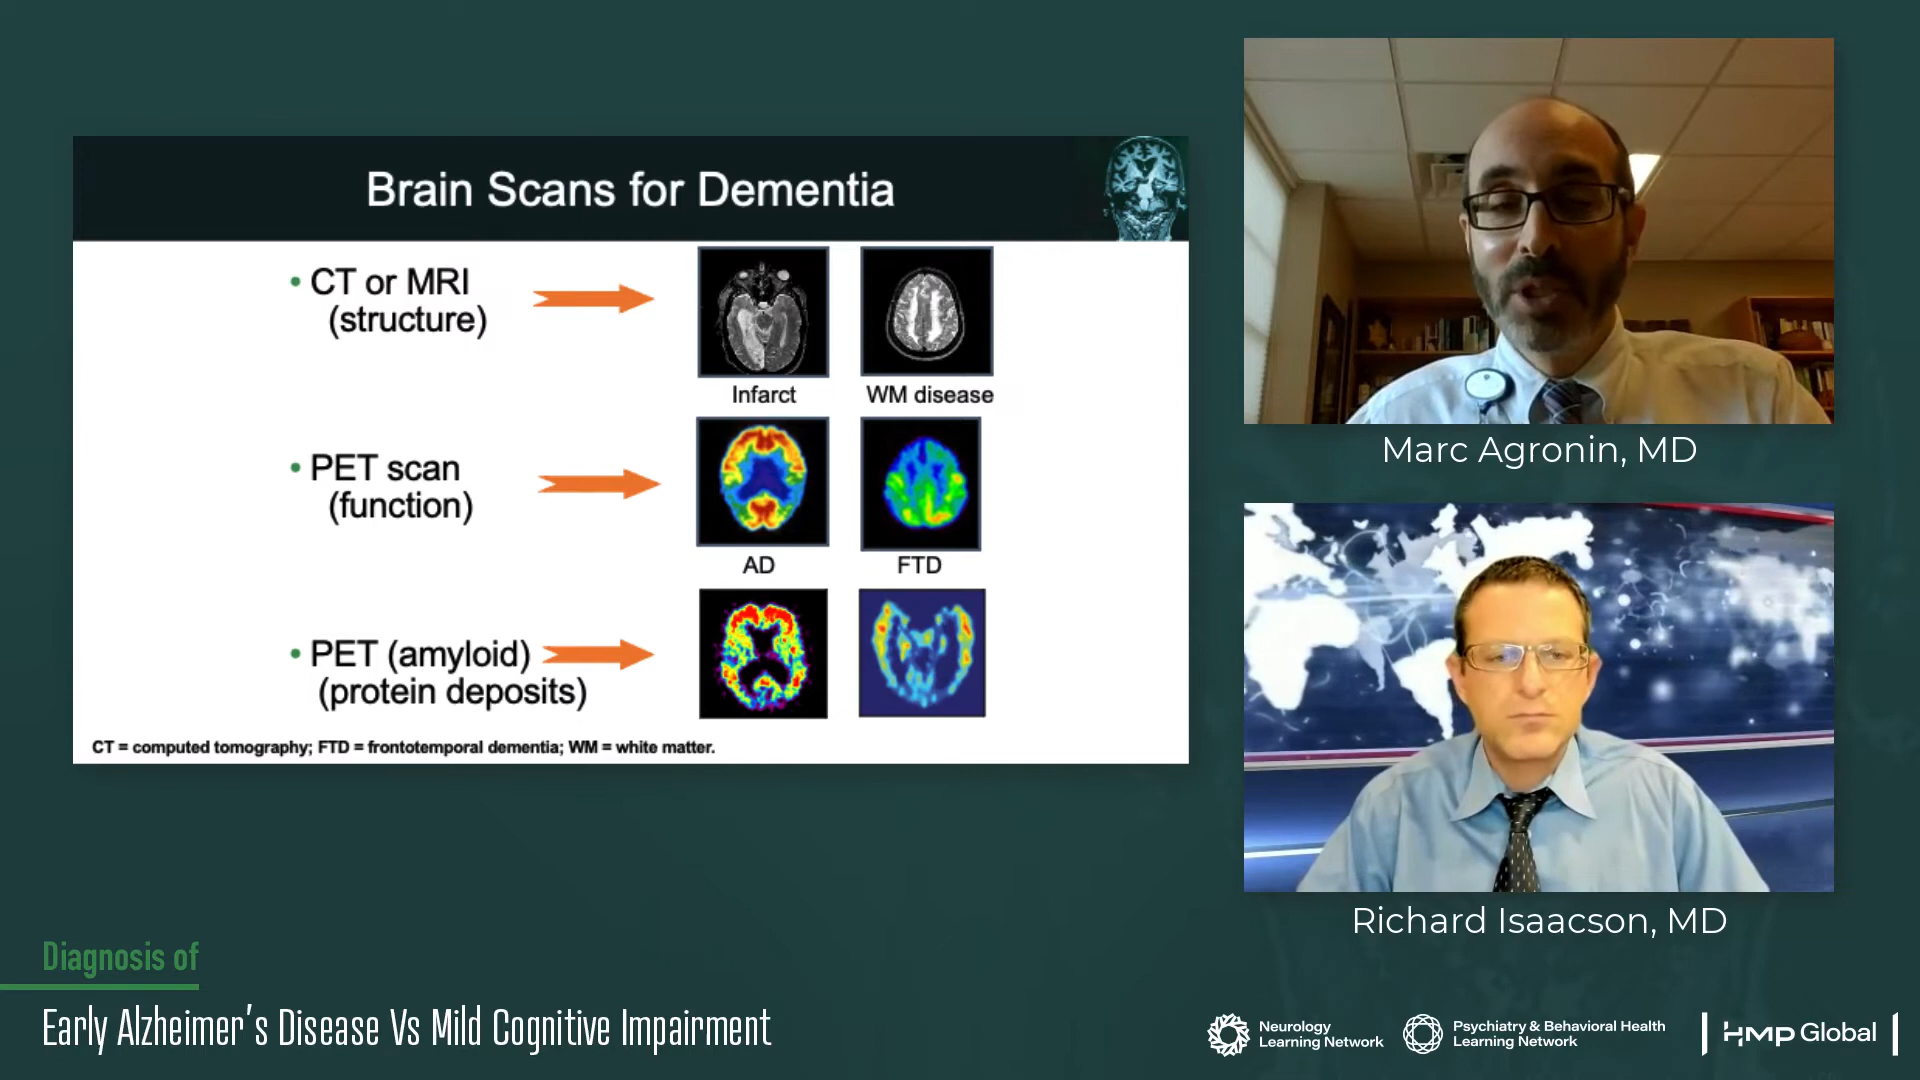 Brain Scans for Dementia
• CT or MRI
(structure)
Infarct
WM disease
• PET scan
(function)
AD
FTD
• PET (amyloid)
(protein deposits)
CT = computed tomography; FTD = frontotemporal dementia; WM = white matter.
Marc Agronin, MD
Richard Isaacson, MD
Diagnosis of
Early Alzheimer's Disease Vs Mild Cognitive Impairment
Neurology
Learning Network
Psychiatry & Behavioral Health
Learning Network
HMP Global